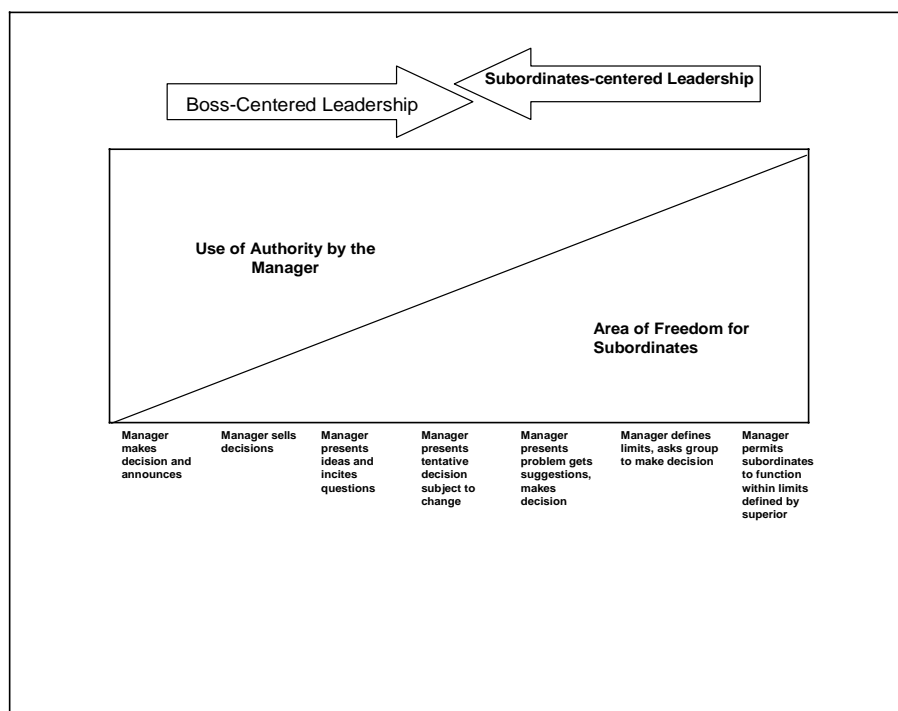 Subordinates-centered Leadership
Boss-Centered Leadership
Use of Authority by the
Manager
Area of Freedom for
Subordinates
Manager
makes
decision and
announces
Manager sells
decisions
Manager
presents
ideas and
incites
questions
Manager
presents
tentative
decision
subject to
change
Manager
presents
problem gets
suggestions,
makes
decision
Manager defines
limits, asks group
to make decision
Manager
permits
subordinates
to function
within limits
defined by
superior